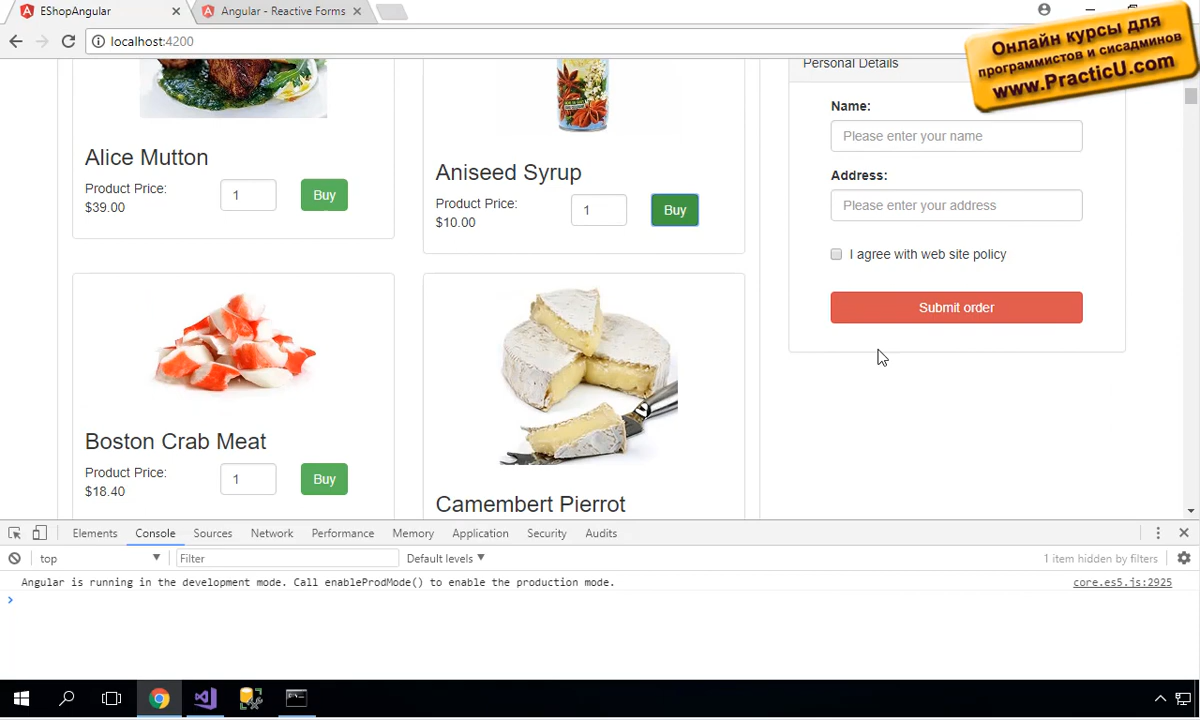 EShopAngular
Angular - Reactive Forms
localhost:4200
Онлайн курсы для
программистов и сисадминов
www.PracticU.com
Personal Details
Name:
Please enter your name
Address:
Please enter your address
I agree with web site policy
Submit order
Alice Mutton
Product Price:
$39.00
1
Buy
Aniseed Syrup
Product Price:
$10.00
1
Buy
Boston Crab Meat
Product Price:
$18.40
1
Buy
Camembert Pierrot
Elements Console Sources Network Performance Memory Application Security Audits
top Filter Default levels 1 item hidden by filters
Angular is running in the development mode. Call enableProdMode() to enable the production mode. core.es5.js:2925